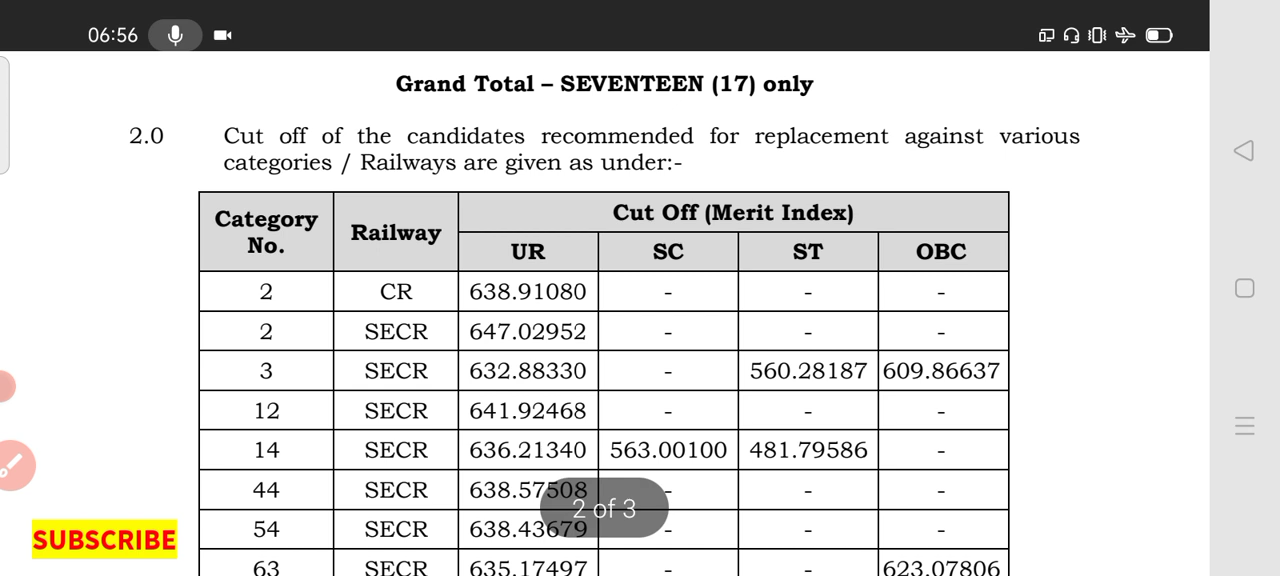 06:56
Grand Total – SEVENTEEN (17) only
2.0 Cut off of the candidates recommended for replacement against various
categories / Railways are given as under:-
Category No. Railway Cut Off (Merit Index)
UR SC ST OBC
2 CR 638.91080 - - -
2 SECR 647.02952 - - -
3 SECR 632.88330 - 560.28187 609.86637
12 SECR 641.92468 - - -
14 SECR 636.21340 563.00100 481.79586 -
44 SECR 638.57508 - - -
2 of 3
54 SECR 638.43679 - - -
SUBSCRIBE
63 SECR 635.17497 - - 623.07806